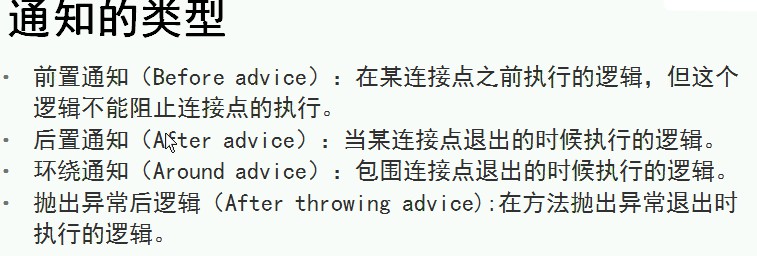 通知的类型
• 前置通知（Before advice）：在某连接点之前执行的逻辑，但这个
逻辑不能阻止连接点的执行。
• 后置通知（After advice）：当某连接点退出的时候执行的逻辑。
• 环绕通知（Around advice）：包围连接点退出的时候执行的逻辑。
• 抛出异常后逻辑（After throwing advice):在方法抛出异常退出时
执行的逻辑。